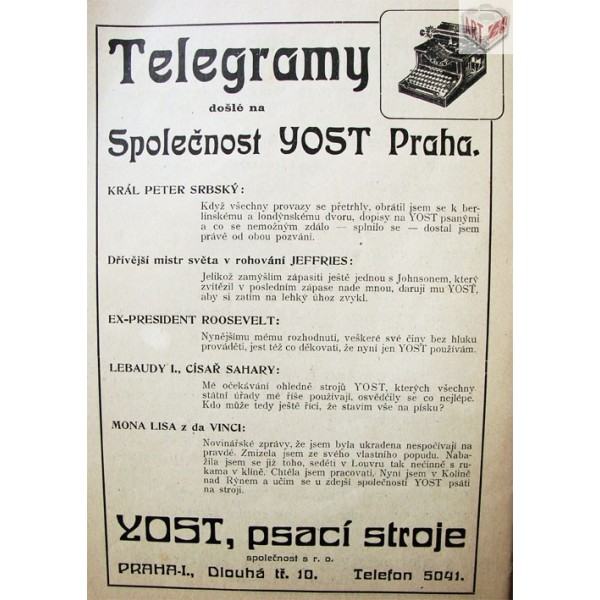 Telegramy
došlé na
Společnost YOST Praha.
KRÁL PETER SRBSKÝ:
Když všechny provazy se přetrhly, obrátil jsem se k ber-
línskému a londýnskému dvoru, dopisy na YOST psanými
a co se nemožným zdálo — splnilo se — dostal jsem
právě od obou pozvání.
Dřívější mistr světa v rohování JEFFRIES:
Jelikož zamýšlím zápasiti ještě jednou s Johnsonem, který
zvítězil v posledním zápase nade mnou, daruji mu YOST,
aby si zatím na lehký úhoz zvykl.
EX-PRESIDENT ROOSEVELT:
Nynějšímu mému rozhodnutí, veškeré své činy bez hluku
prováděti, jest též co děkovati, že nyní jen YOST používám.
LEBAUDY I., CÍSAŘ SAHARY:
Mé očekávání ohledně strojů YOST, kterých všechny
státní úřady mé říše používají, osvědčily se co nejlépe.
Kdo může tedy ještě říci, že stavím vše na písku?
MONA LISA z da VINCI:
Novinářské zprávy, že jsem byla ukradena nespočívají na
pravdě. Zmizela jsem ze svého vlastního popudu. Naba-
žila jsem se již toho, seděti v Louvru tak nečinně s ru-
kama v klíně. Chtěla jsem pracovati. Nyní jsem v Kolíně
nad Rýnem a učím se u zdejší společnosti YOST psáti
na stroji.
YOST, psací stroje
společnost s r. o.
PRAHA-I., Dlouhá tř. 10. Telefon 5041.